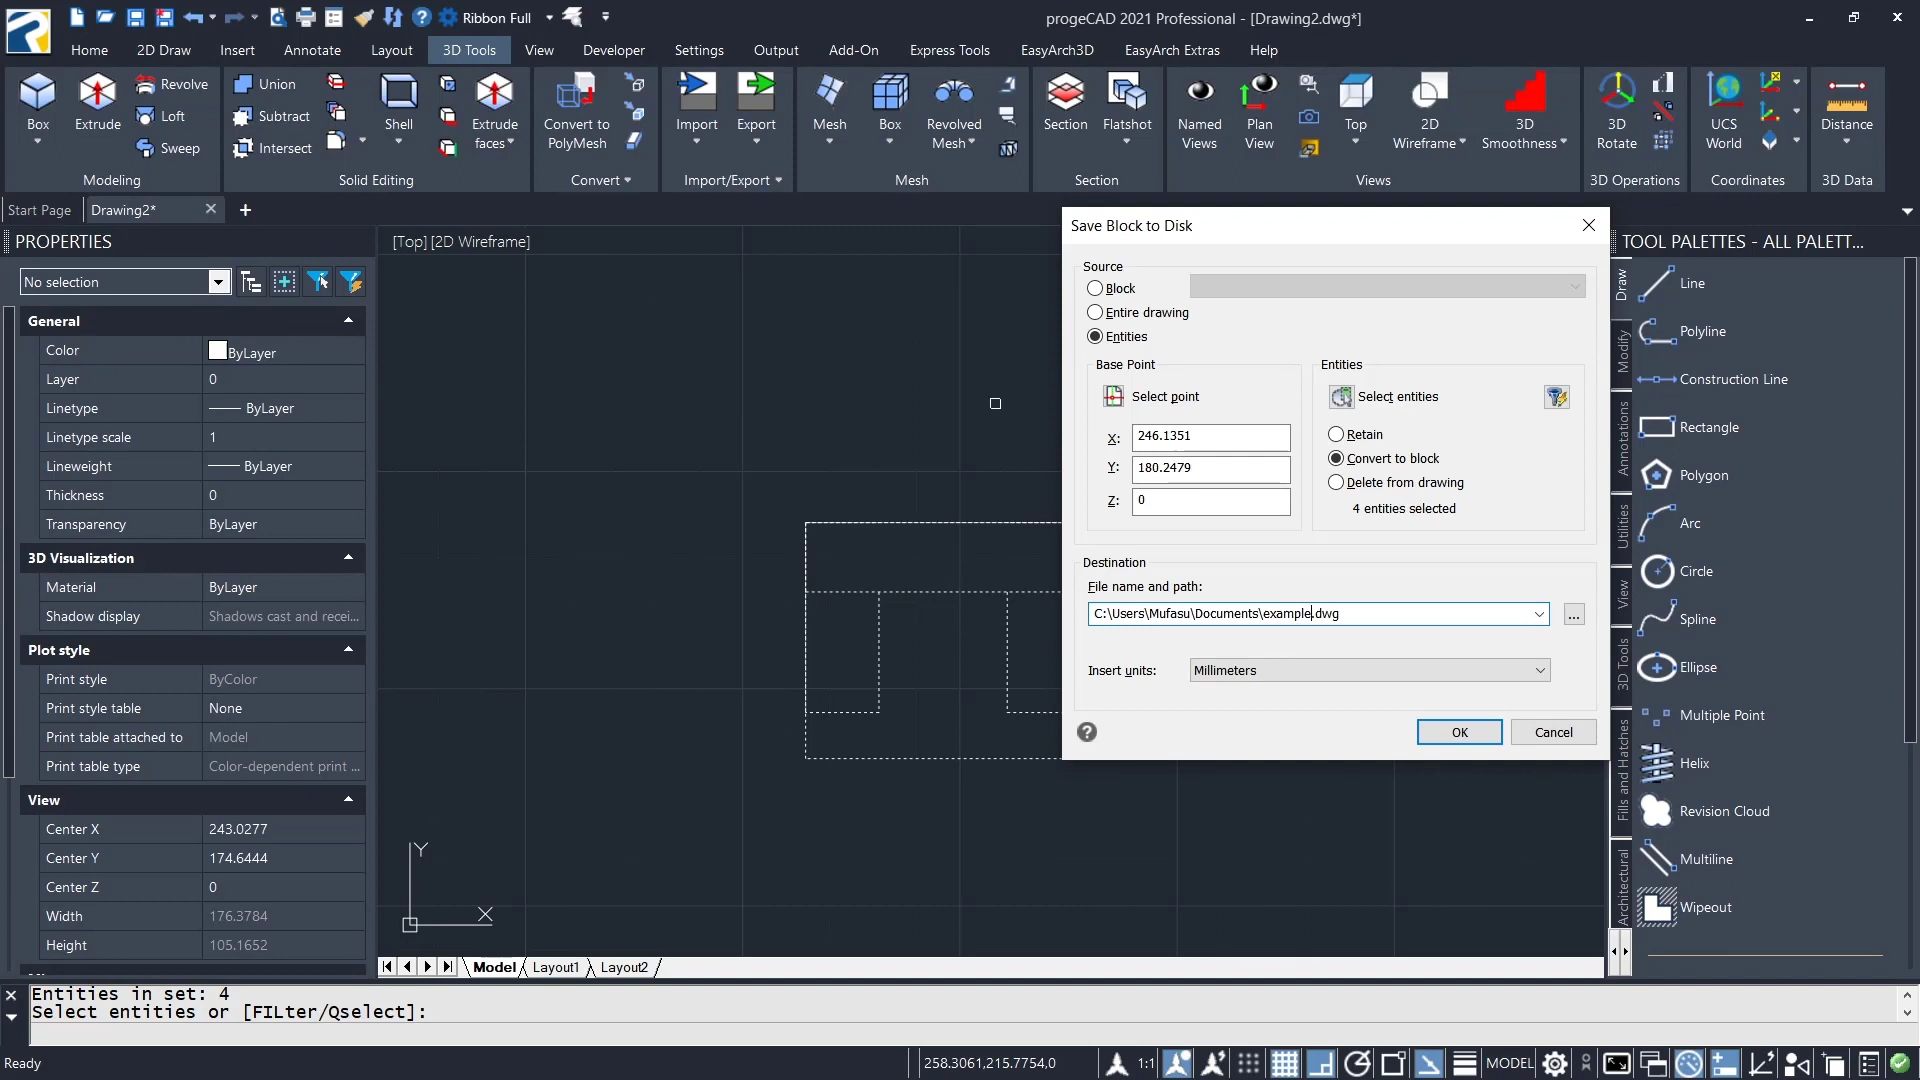 Ribbon Full
progeCAD 2021 Professional - [Drawing2.dwg*]
Home 2D Draw Insert Annotate Layout 3D Tools View Developer Settings Output Add-On Express Tools EasyArch3D EasyArch Extras Help
Box
Extrude
Revolve
Loft
Sweep
Modeling
Union
Subtract
Intersect
Shell
Extrude
faces
Solid Editing
Convert to
PolyMesh
Convert
Import
Export
Import/Export
Mesh
Box
Revolved
Mesh
Mesh
Section
Flatshot
Section
Named
Views
Plan
View
Top
2D
Wireframe
3D
Smoothness
Views
3D
Rotate
3D Operations
UCS
World
Coordinates
Distance
3D Data
Start Page
Drawing2*
PROPERTIES
No selection
General
Color ByLayer
Layer 0
Linetype ByLayer
Linetype scale 1
Lineweight ByLayer
Thickness 0
Transparency ByLayer
3D Visualization
Material ByLayer
Shadow display Shadows cast and recei...
Plot style
Print style ByColor
Print style table None
Print table attached to Model
Print table type Color-dependent print ...
View
Center X 243.0277
Center Y 174.6444
Center Z 0
Width 176.3784
Height 105.1652
[Top] [2D Wireframe]
Y
X
Model Layout1 Layout2
Save Block to Disk
Source
Block
Entire drawing
Entities
Base Point
Select point
X: 246.1351
Y: 180.2479
Z: 0
Entities
Select entities
Retain
Convert to block
Delete from drawing
4 entities selected
Destination
File name and path:
C:\Users\Mufasu\Documents\example.dwg
...
Insert units: Millimeters
?
OK
Cancel
TOOL PALETTES - ALL PALETT...
Draw
Modify
Annotations
Utilities
View
3D Tools
Fills and Hatches
Architectural
Line
Polyline
Construction Line
Rectangle
Polygon
Arc
Circle
Spline
Ellipse
Multiple Point
Helix
Revision Cloud
Multiline
Wipeout
Entities in set: 4
Select entities or [FILter/Qselect]:
Ready
258.3061,215.7754,0
1:1
MODEL